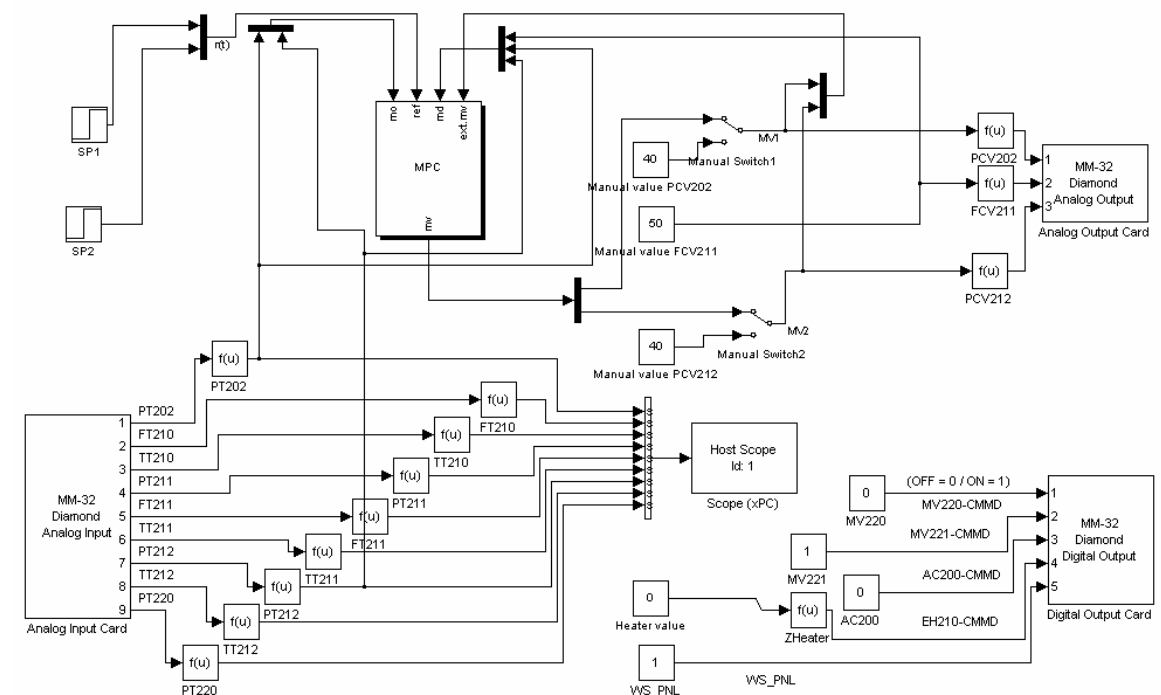 r(t)
SP1
SP2
mo
ref
md
ext.mv
MPC
mv
MV1
Manual Switch1
40
Manual value PCV202
50
Manual value FCV211
MV2
Manual Switch2
40
Manual value PCV212
f(u)
PCV202
f(u)
FCV211
f(u)
PCV212
1
2
3
MM-32
Diamond
Analog Output
Analog Output Card
MM-32
Diamond
Analog Input
Analog Input Card
1
2
3
4
5
6
7
8
9
PT202
FT210
TT210
PT211
FT211
TT211
PT212
TT212
PT220
f(u)
PT202
f(u)
FT210
f(u)
TT210
f(u)
PT211
f(u)
FT211
f(u)
TT211
f(u)
PT212
f(u)
TT212
f(u)
PT220
Host Scope
Id: 1
Scope (xPC)
0
MV220
(OFF = 0 / ON = 1)
MV220-CMMD
1
MV221
MV221-CMMD
0
AC200
AC200-CMMD
0
Heater value
f(u)
ZHeater
EH210-CMMD
1
WS_PNL
WS_PNL
1
2
3
4
5
MM-32
Diamond
Digital Output
Digital Output Card